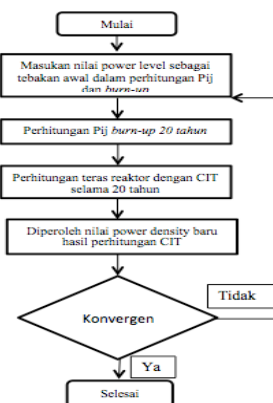 Mulai
Masukan nilai power level sebagai
tebakan awal dalam perhitungan Pij
dan burn-up
Perhitungan Pij burn-up 20 tahun
Perhitungan teras reaktor dengan CIT
selama 20 tahun
Diperoleh nilai power density baru
hasil perhitungan CIT
Konvergen
Tidak
Ya
Selesai